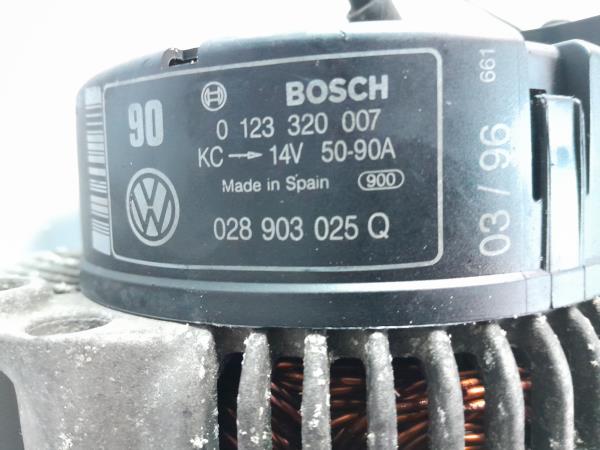 90
BOSCH
0 123 320 007
KC → 14V 50-90A
Made in Spain 900
028 903 025 Q
03 / 96
661